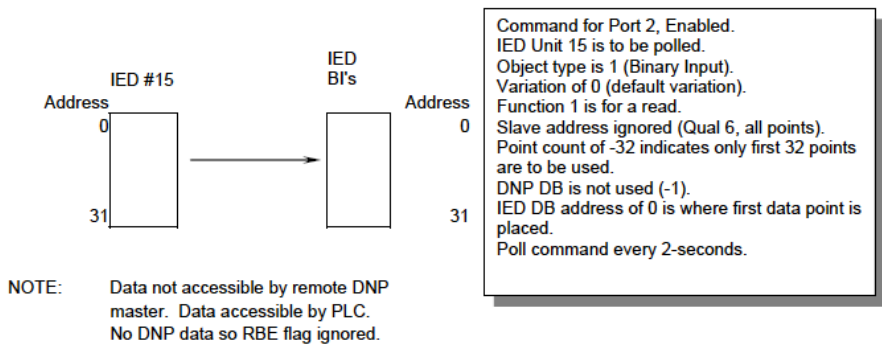 IED #15
Address
0
31
IED
BI's
Address
0
31
Command for Port 2, Enabled.
IED Unit 15 is to be polled.
Object type is 1 (Binary Input).
Variation of 0 (default variation).
Function 1 is for a read.
Slave address ignored (Qual 6, all points).
Point count of -32 indicates only first 32 points
are to be used.
DNP DB is not used (-1).
IED DB address of 0 is where first data point is
placed.
Poll command every 2-seconds.
NOTE: Data not accessible by remote DNP
master. Data accessible by PLC.
No DNP data so RBE flag ignored.